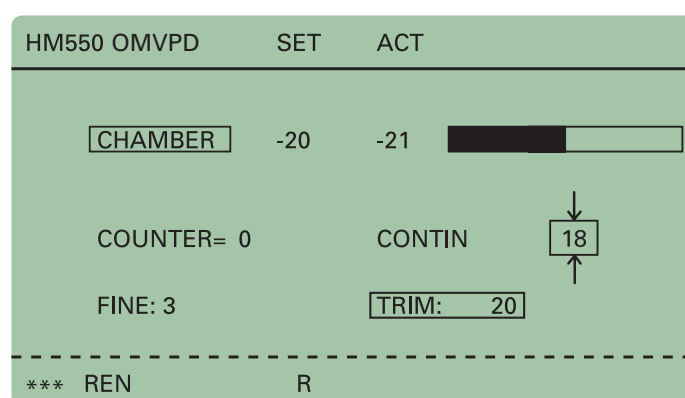 HM550 OMVPD SET ACT
CHAMBER -20 -21
COUNTER= 0 CONTIN 18
FINE: 3 TRIM: 20
*** REN R